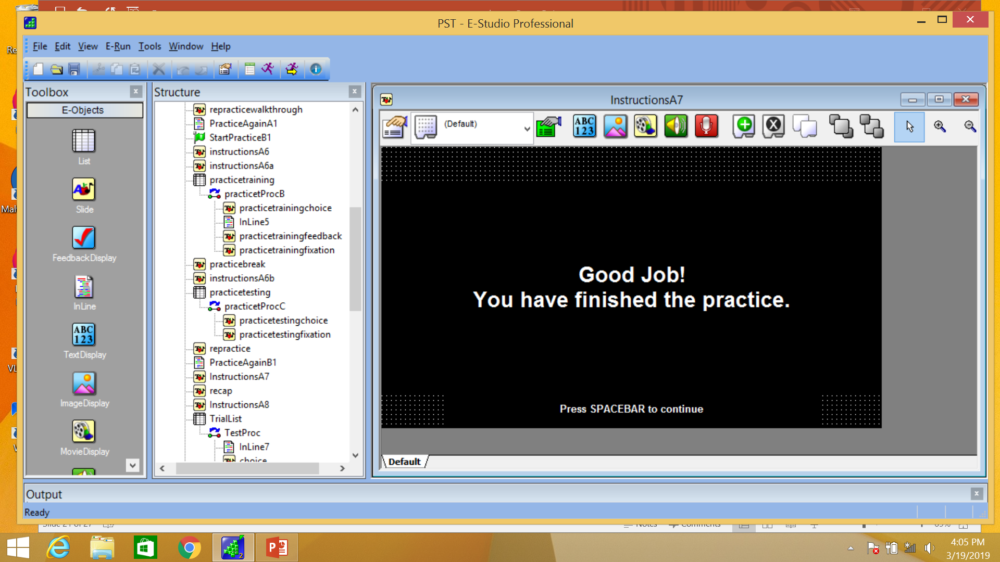 PST - E-Studio Professional
File Edit View E-Run Tools Window Help
Toolbox
E-Objects
List
Slide
FeedbackDisplay
InLine
TextDisplay
ImageDisplay
MovieDisplay
Structure
repracticewalkthrough
PracticeAgainA1
StartPracticeB1
instructionsA6
instructionsA6a
practicetraining
practicetProcB
practicetrainingchoice
InLine5
practicetrainingfeedback
practicetrainingfixation
practicebreak
instructionsA6b
practicetesting
practicetProcC
practicetestingchoice
practicetestingfixation
repractice
PracticeAgainB1
InstructionsA7
recap
InstructionsA8
TrialList
TestProc
InLine7
choice
InstructionsA7
(Default)
ABC
123
Good Job!
You have finished the practice.
Press SPACEBAR to continue
Default
Output
Ready
Notes Comments
4:05 PM
3/19/2019